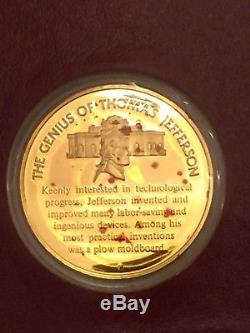 THE GENIUS OF THOMAS JEFFERSON
Keenly interested in technological
progress, Jefferson invented and
improved many labor-saving and
ingenious devices. Among his
most practical inventions
was a plow moldboard.